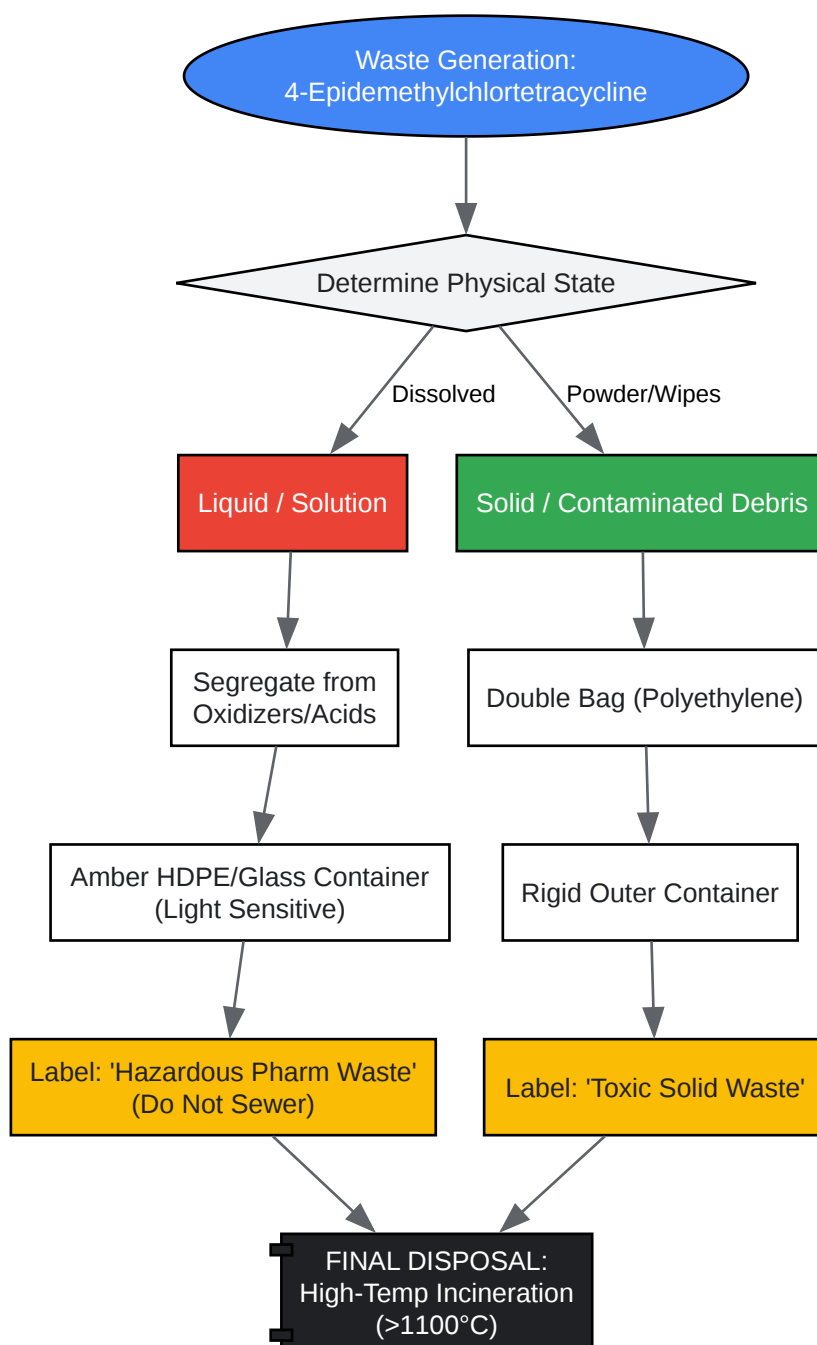 Waste Generation:
4-Epidemethylchlortetracycline
Determine Physical State
Dissolved
Powder/Wipes
Liquid / Solution
Solid / Contaminated Debris
Segregate from
Oxidizers/Acids
Double Bag (Polyethylene)
Amber HDPE/Glass Container
(Light Sensitive)
Rigid Outer Container
Label: 'Hazardous Pharm Waste'
(Do Not Sewer)
Label: 'Toxic Solid Waste'
FINAL DISPOSAL:
High-Temp Incineration
(>1100°C)